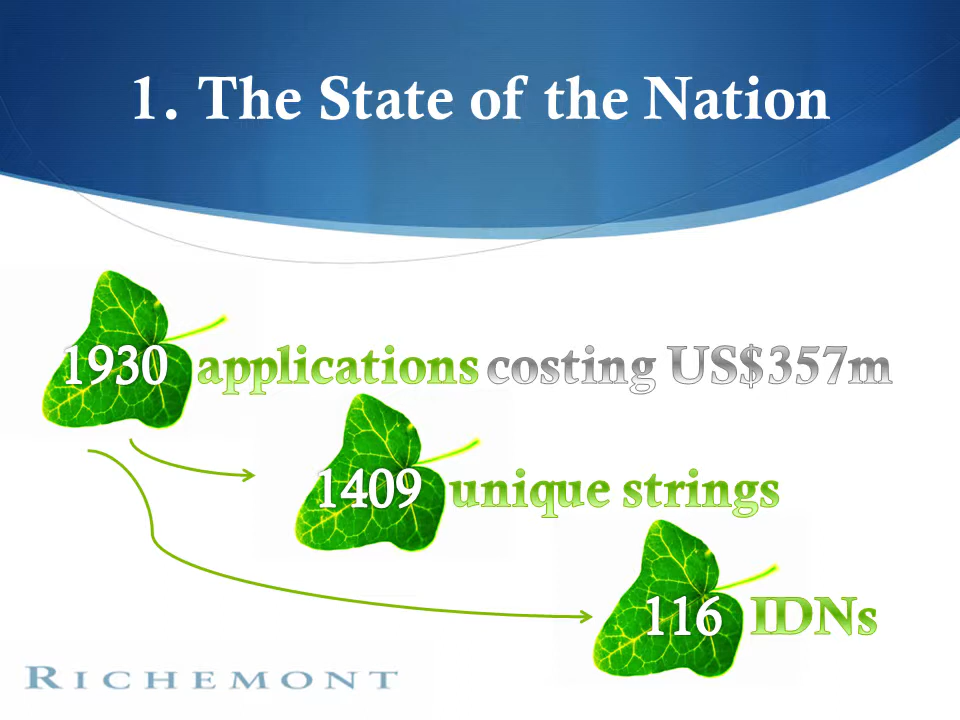 1. The State of the Nation
1930 applications costing US$357m
1409 unique strings
116 IDNs
RICHEMONT